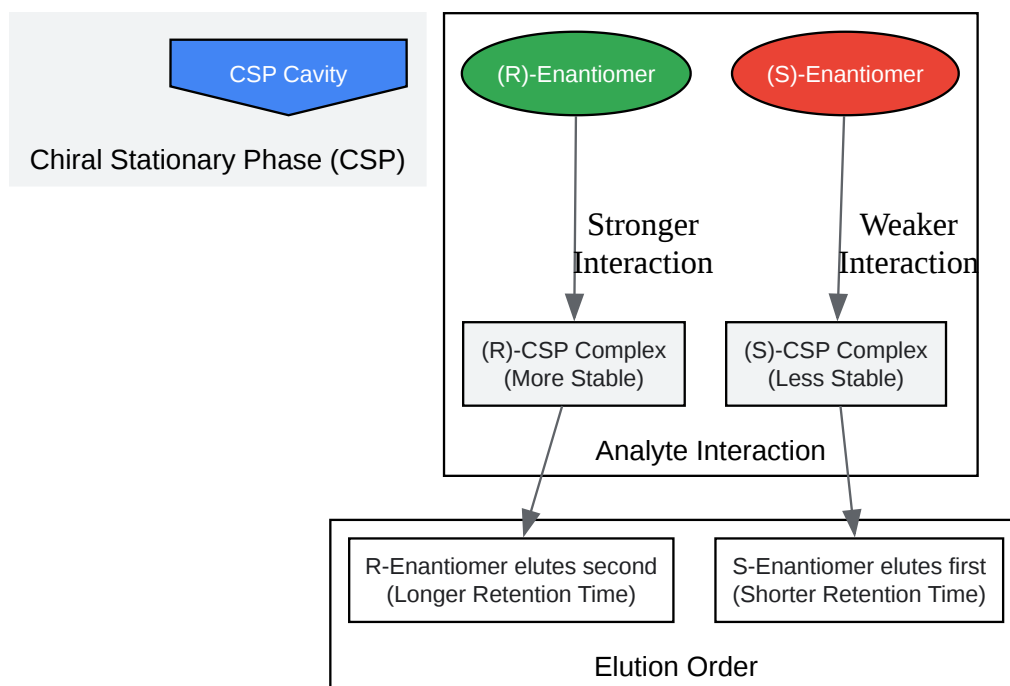 CSP Cavity
Chiral Stationary Phase (CSP)
(R)-Enantiomer
(S)-Enantiomer
Stronger
Interaction
Weaker
Interaction
(R)-CSP Complex
(More Stable)
(S)-CSP Complex
(Less Stable)
Analyte Interaction
R-Enantiomer elutes second
(Longer Retention Time)
S-Enantiomer elutes first
(Shorter Retention Time)
Elution Order